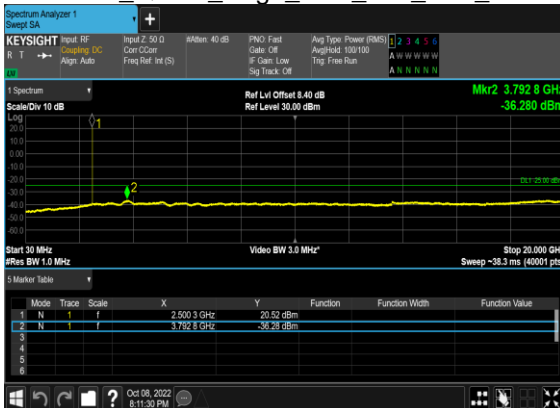 Spectrum Analyzer 1
Swept SA
+
KEYSIGHT Input: RF Input Z: 50 Ω #Atten: 40 dB PNO: Fast Avg Type: Power (RMS) 1 2 3 4 5 6
R T Coupling: DC Corr CCorr Gate: Off Avg|Hold: 100/100 A W W W W W
Align: Auto Freq Ref: Int (S) IF Gain: Low Trig: Free Run
LXI Sig Track: Off A N N N N N
1 Spectrum Ref Lvl Offset 8.40 dB Mkr2 3.792 8 GHz
Scale/Div 10 dB Ref Level 30.00 dBm -36.280 dBm
Log
20.0
10.0
0.00
-10.0
-20.0
-30.0
-40.0
-50.0
-60.0
1
2
DL1 -25.00 dBm
Start 30 MHz Video BW 3.0 MHz* Stop 20.000 GH
#Res BW 1.0 MHz Sweep ~38.3 ms (40001 pts
5 Marker Table
Mode Trace Scale X Y Function Function Width Function Value
1 N 1 f 2.500 3 GHz 20.52 dBm
2 N 1 f 3.792 8 GHz -36.28 dBm
3
4
5
6
? Oct 08, 2022
8:11:30 PM